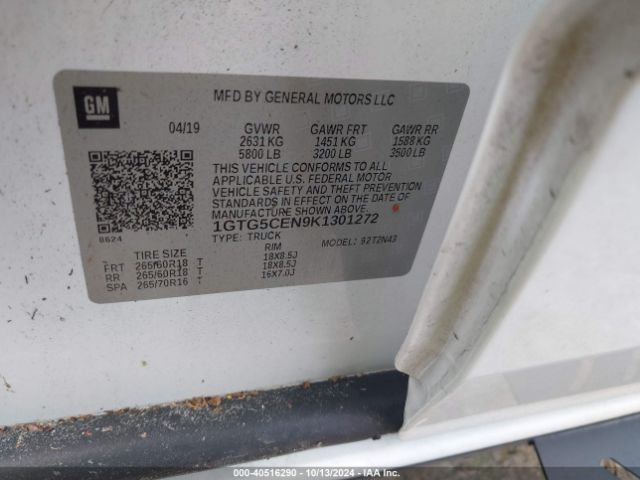 GM
MFD BY GENERAL MOTORS LLC
04/19 GVWR GAWR FRT GAWR RR
2631 KG 1451 KG 1588 KG
5800 LB 3200 LB 3500 LB
THIS VEHICLE CONFORMS TO ALL
APPLICABLE U.S. FEDERAL MOTOR
VEHICLE SAFETY AND THEFT PREVENTION
STANDARDS IN EFFECT ON THE DATE OF
MANUFACTURE SHOWN ABOVE.
1GTG5CEN9K1301272
TYPE: TRUCK MODEL: 92T2N43
8624
TIRE SIZE RIM
FRT 265/60R18 T 18X8.5J
RR 265/60R18 T 18X8.5J
SPA 265/70R16 T 16X7.0J
000-40516290 - 10/13/2024 - IAA Inc.